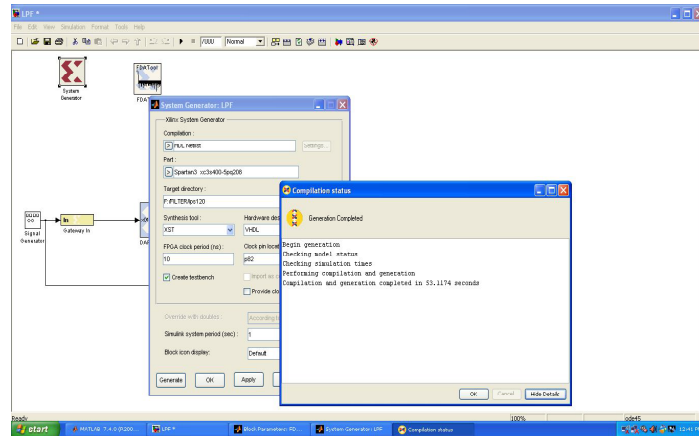 LPF *
File Edit View Simulation Format Tools Help
Normal
System
Generator
FDATool
System Generator: LPF
Xilinx System Generator
Compilation :
HDL Netlist
Settings...
Part :
Spartan3 xc3s400-5pq208
Target directory :
Synthesis tool :
Hardware des
XST
VHDL
FPGA clock period (ns) :
Clock pin locat
10
p82
Create testbench
Import as c
Provide clo
Override with doubles :
According to
Simulink system period (sec) :
1
Block icon display:
Default
Generate
OK
Apply
Signal
Generator
In
Gateway In
Compilation status
Generation Completed
Begin generation
Checking model status
Checking simulation times
Performing compilation and generation
Compilation and generation completed in 53.1174 seconds
OK
Cancel
Hide Details
Ready
100%
ode45
start
MATLAB 7.4.0 (R200...
LPF *
Block Parameters: FD...
System Generator: LPF
Compilation status